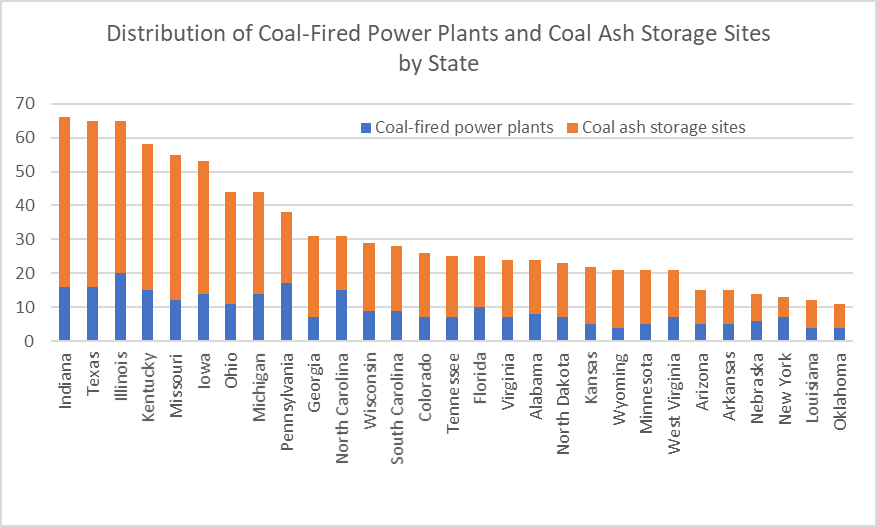 Distribution of Coal-Fired Power Plants and Coal Ash Storage Sites
by State
70
60
50
40
30
20
10
0
Coal-fired power plants
Coal ash storage sites
Indiana
Texas
Illinois
Kentucky
Missouri
Iowa
Ohio
Michigan
Pennsylvania
Georgia
North Carolina
Wisconsin
South Carolina
Colorado
Tennessee
Florida
Virginia
Alabama
North Dakota
Kansas
Wyoming
Minnesota
West Virginia
Arizona
Arkansas
Nebraska
New York
Louisiana
Oklahoma